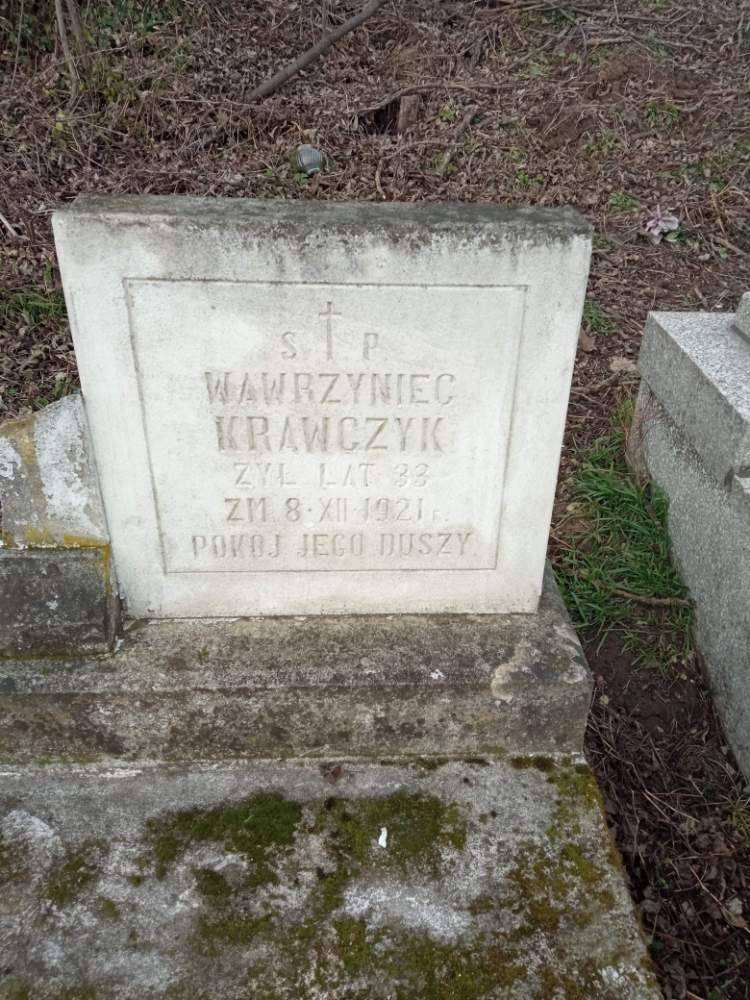 S. P.
WAWRZYNIEC
KRAWCZYK
ŻYŁ LAT 33
ZM. 8·XII·1921 r.
POKÓJ JEGO DUSZY